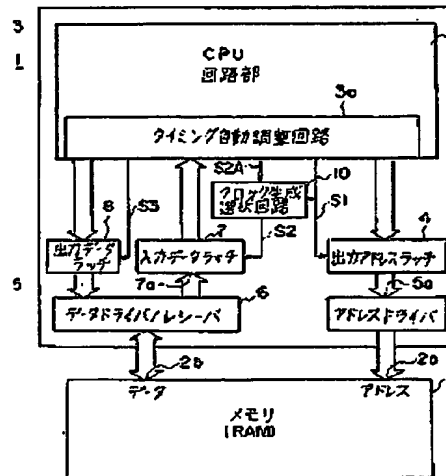 3
1
CPU
回路部
3a
タイミング自動調整回路
S2A
10
クロック生成
選択回路
S1
8
S3
7
S2
4
出力データ
ラッチ
入力データラッチ
出力アドレスラッチ
5
7a
6
5a
データドライバ/レシーバ
アドレスドライバ
2b
データ
2a
アドレス
メモリ
(RAM)